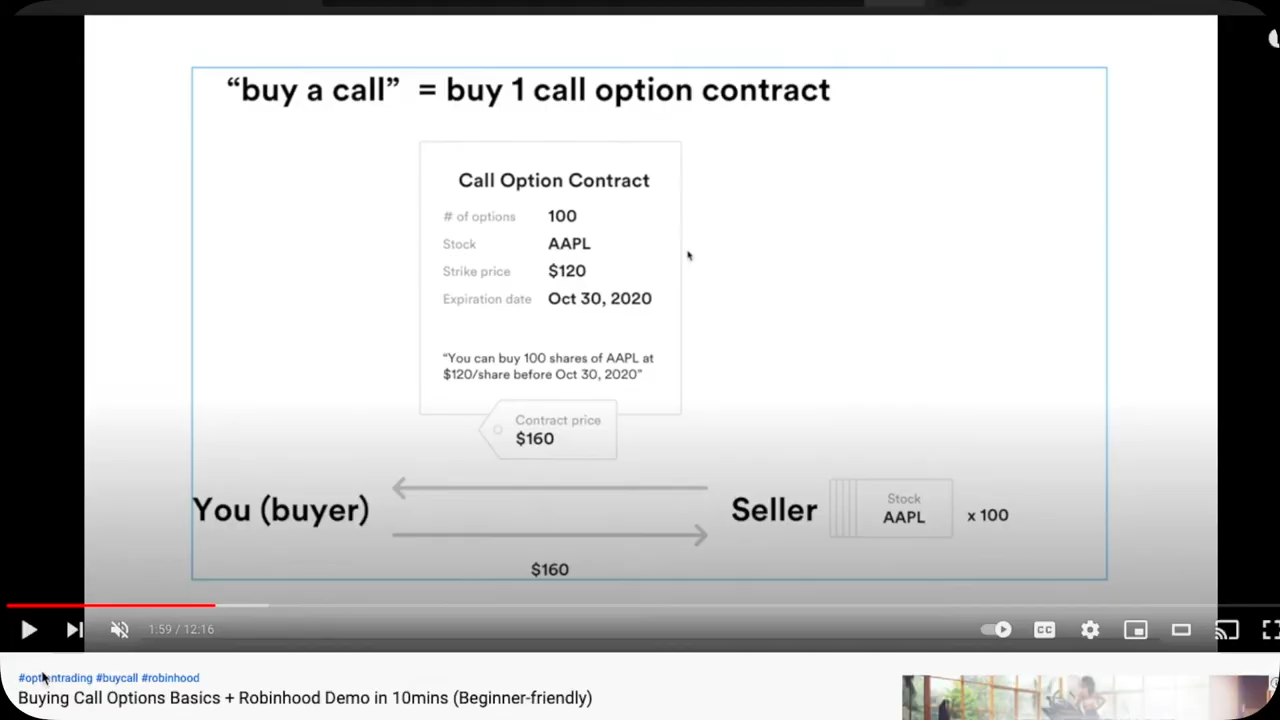 “buy a call” = buy 1 call option contract
Call Option Contract
# of options 100
Stock AAPL
Strike price $120
Expiration date Oct 30, 2020
“You can buy 100 shares of AAPL at
$120/share before Oct 30, 2020”
Contract price
$160
You (buyer)
Seller
Stock
AAPL
x 100
$160
1:59 / 12:16
CC
#optiontrading #buycall #robinhood
Buying Call Options Basics + Robinhood Demo in 10mins (Beginner-friendly)